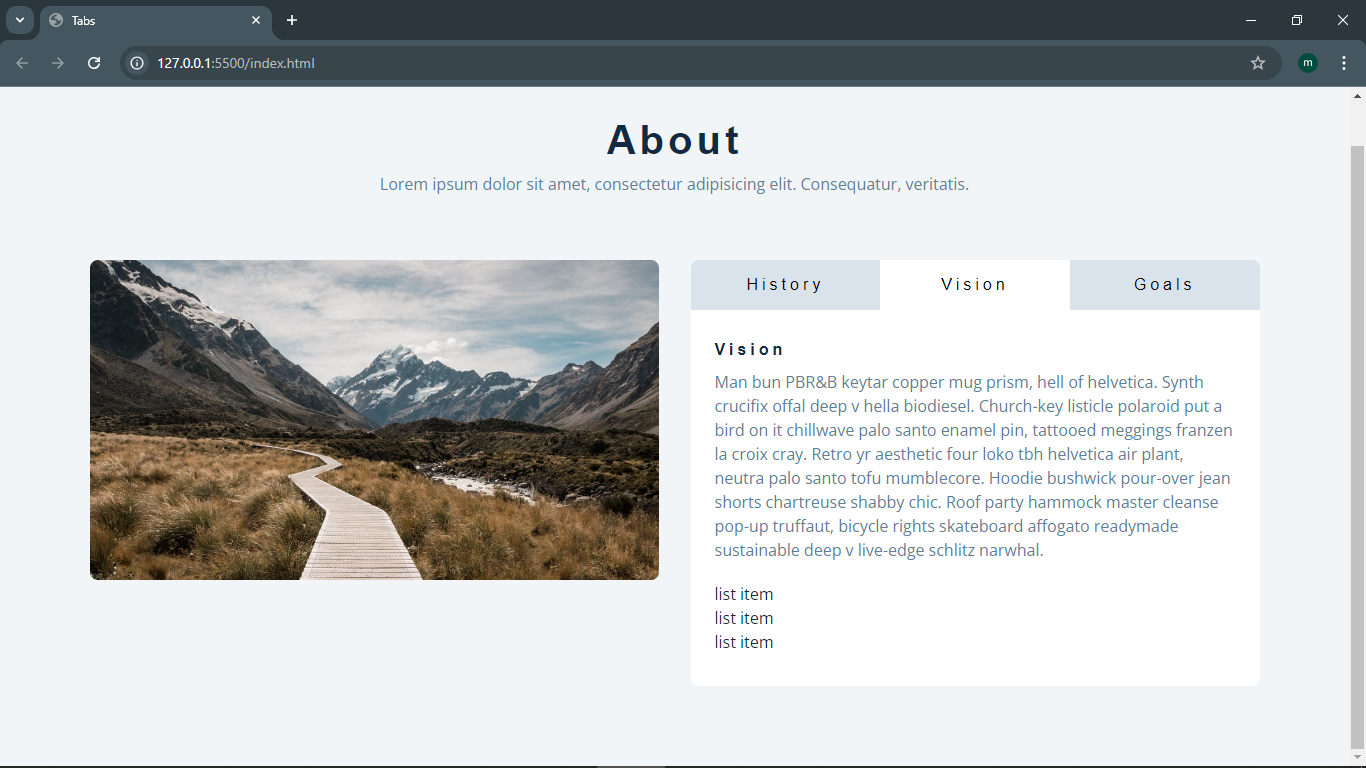 Tabs
127.0.0.1:5500/index.html
m
About
Lorem ipsum dolor sit amet, consectetur adipisicing elit. Consequatur, veritatis.
History Vision Goals
Vision
Man bun PBR&B keytar copper mug prism, hell of helvetica. Synth
crucifix offal deep v hella biodiesel. Church-key listicle polaroid put a
bird on it chillwave palo santo enamel pin, tattooed meggings franzen
la croix cray. Retro yr aesthetic four loko tbh helvetica air plant,
neutra palo santo tofu mumblecore. Hoodie bushwick pour-over jean
shorts chartreuse shabby chic. Roof party hammock master cleanse
pop-up truffaut, bicycle rights skateboard affogato readymade
sustainable deep v live-edge schlitz narwhal.
list item
list item
list item